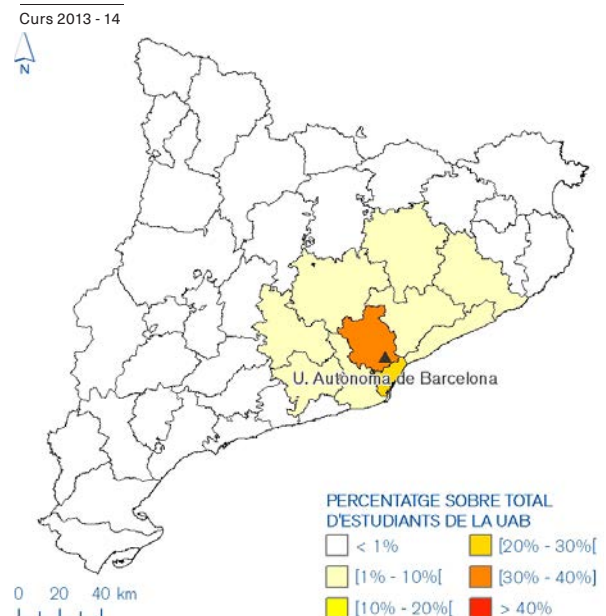 Curs 2013 - 14
N
U. Autònoma de Barcelona
PERCENTATGE SOBRE TOTAL
D'ESTUDIANTS DE LA UAB
< 1% [20% - 30%[
[1% - 10%[ [30% - 40%]
[10% - 20%[ > 40%
0 20 40 km